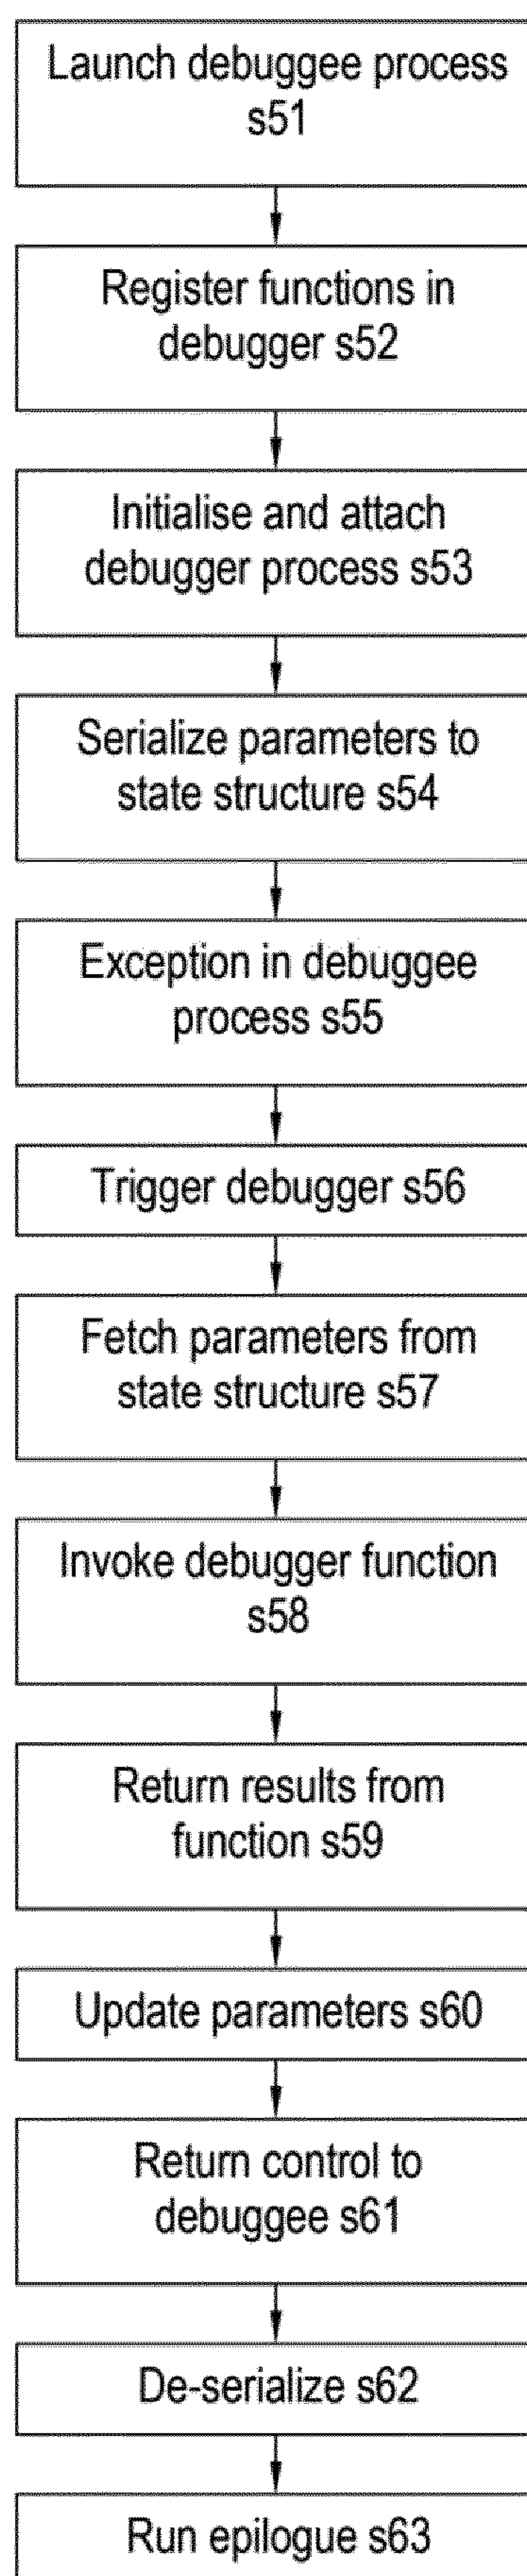 Launch debuggee process
s51
Register functions in
debugger s52
Initialise and attach
debugger process s53
Serialize parameters to
state structure s54
Exception in debuggee
process s55
Trigger debugger s56
Fetch parameters from
state structure s57
Invoke debugger function
s58
Return results from
function s59
Update parameters s60
Return control to
debuggee s61
De-serialize s62
Run epilogue s63